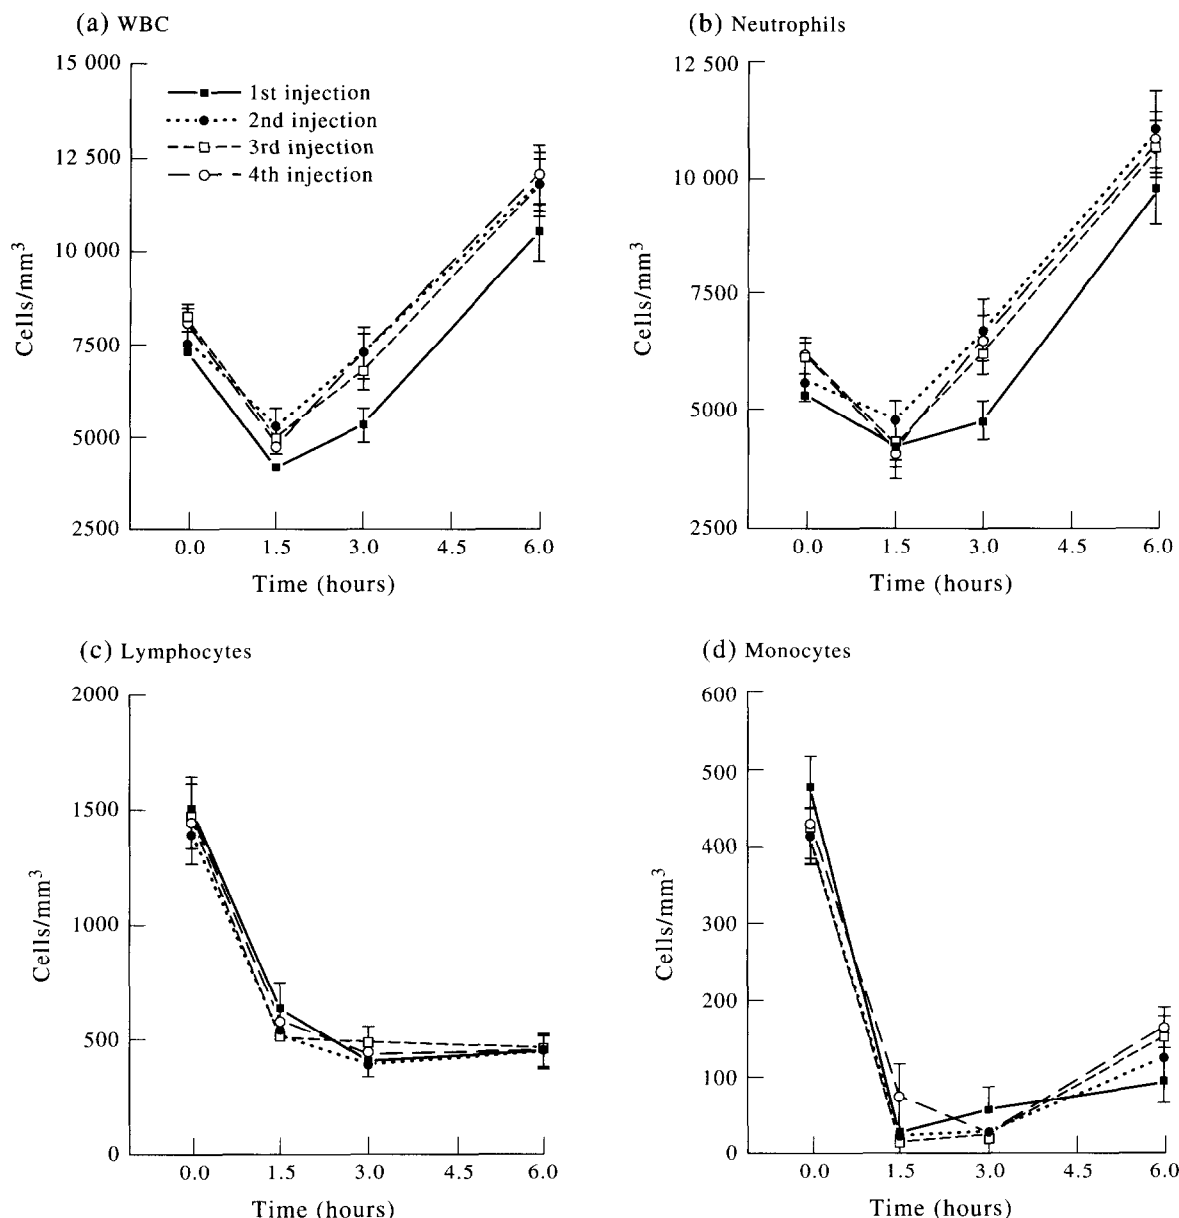 (a) WBC
15 000
12 500
10 000
7500
5000
2500
Cells/mm³
1st injection
2nd injection
3rd injection
4th injection
0.0 1.5 3.0 4.5 6.0
Time (hours)
(b) Neutrophils
12 500
10 000
7500
5000
2500
Cells/mm³
0.0 1.5 3.0 4.5 6.0
Time (hours)
(c) Lymphocytes
2000
1500
1000
500
0
Cells/mm³
0.0 1.5 3.0 4.5 6.0
Time (hours)
(d) Monocytes
600
500
400
300
200
100
0
Cells/mm³
0.0 1.5 3.0 4.5 6.0
Time (hours)